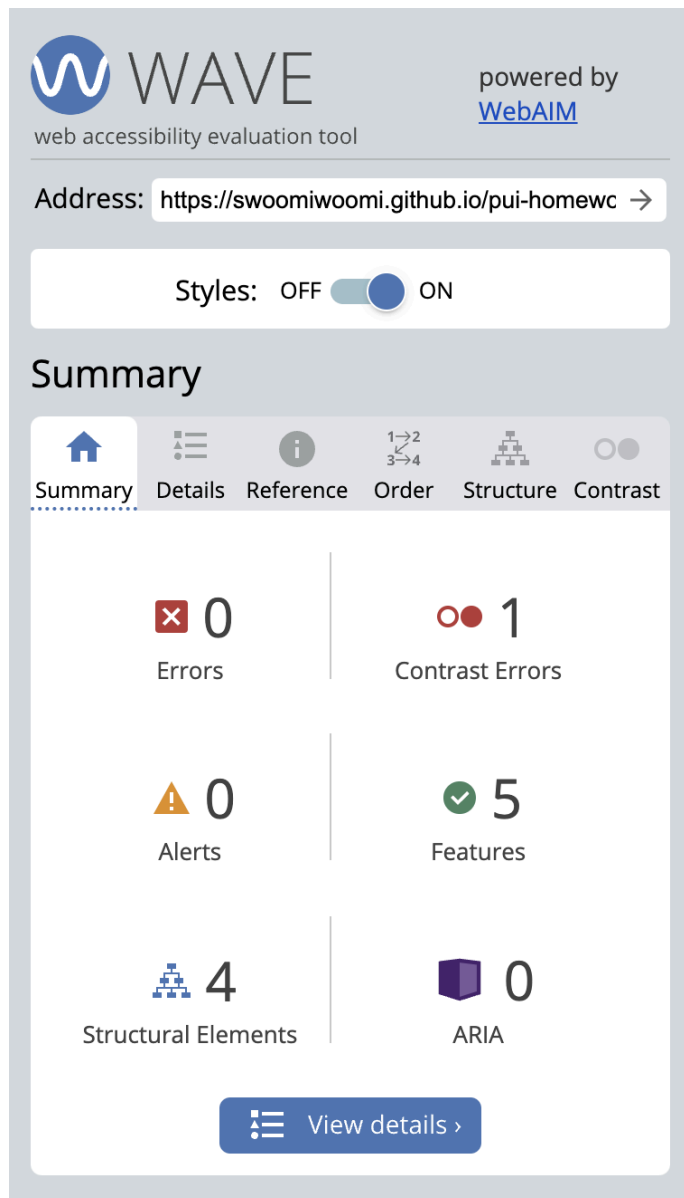 WAVE
powered by
WebAIM
web accessibility evaluation tool
Address: https://swoomiwoomi.github.io/pui-homewc
Styles: OFF ON
Summary
1 2
3 4
Summary Details Reference Order Structure Contrast
0 1
Errors Contrast Errors
0 5
Alerts Features
4 0
Structural Elements ARIA
View details ›